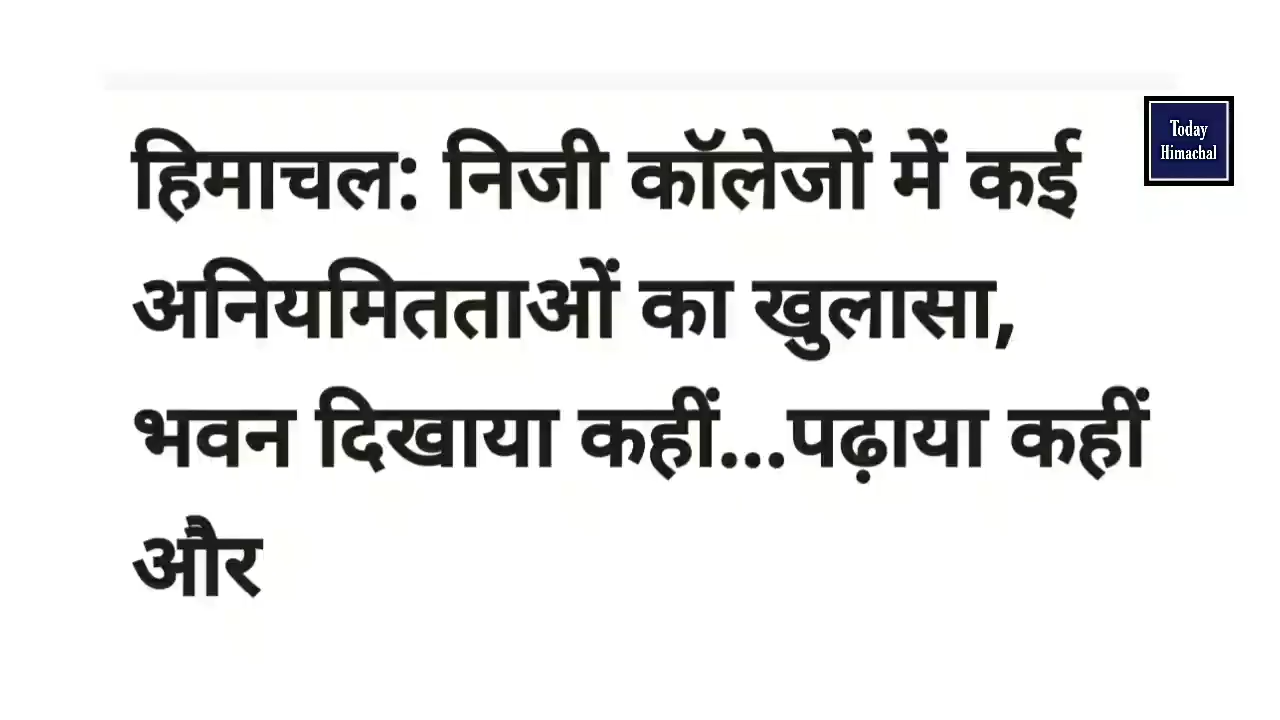 हिमाचल: निजी कॉलेजों में कई
अनियमितताओं का खुलासा,
भवन दिखाया कहीं...पढ़ाया कहीं
और
Today
Himachal